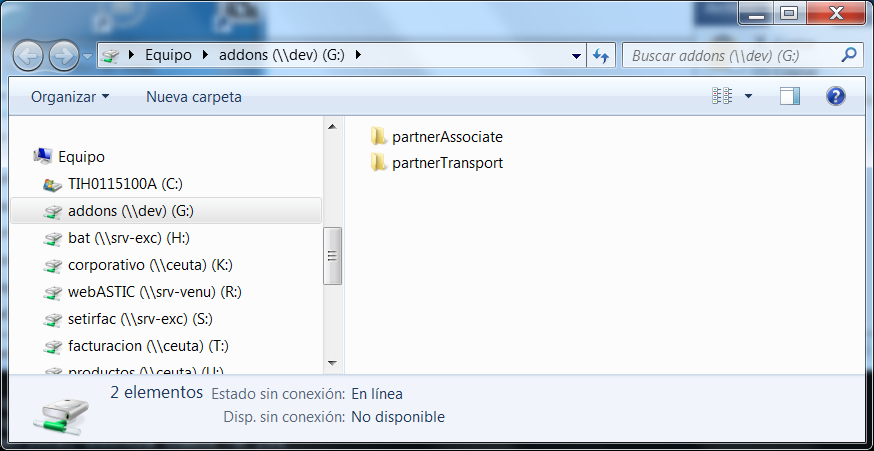 Equipo addons (\\dev) (G:)
Buscar addons (\\dev) (G:)
Organizar
Nueva carpeta
Equipo
TIH0115100A (C:)
addons (\\dev) (G:)
bat (\\srv-exc) (H:)
corporativo (\\ceuta) (K:)
webASTIC (\\srv-venu) (R:)
setirfac (\\srv-exc) (S:)
facturacion (\\ceuta) (T:)
productos (\\ceuta) (U:)
partnerAssociate
partnerTransport
2 elementos Estado sin conexión: En línea
Disp. sin conexión: No disponible